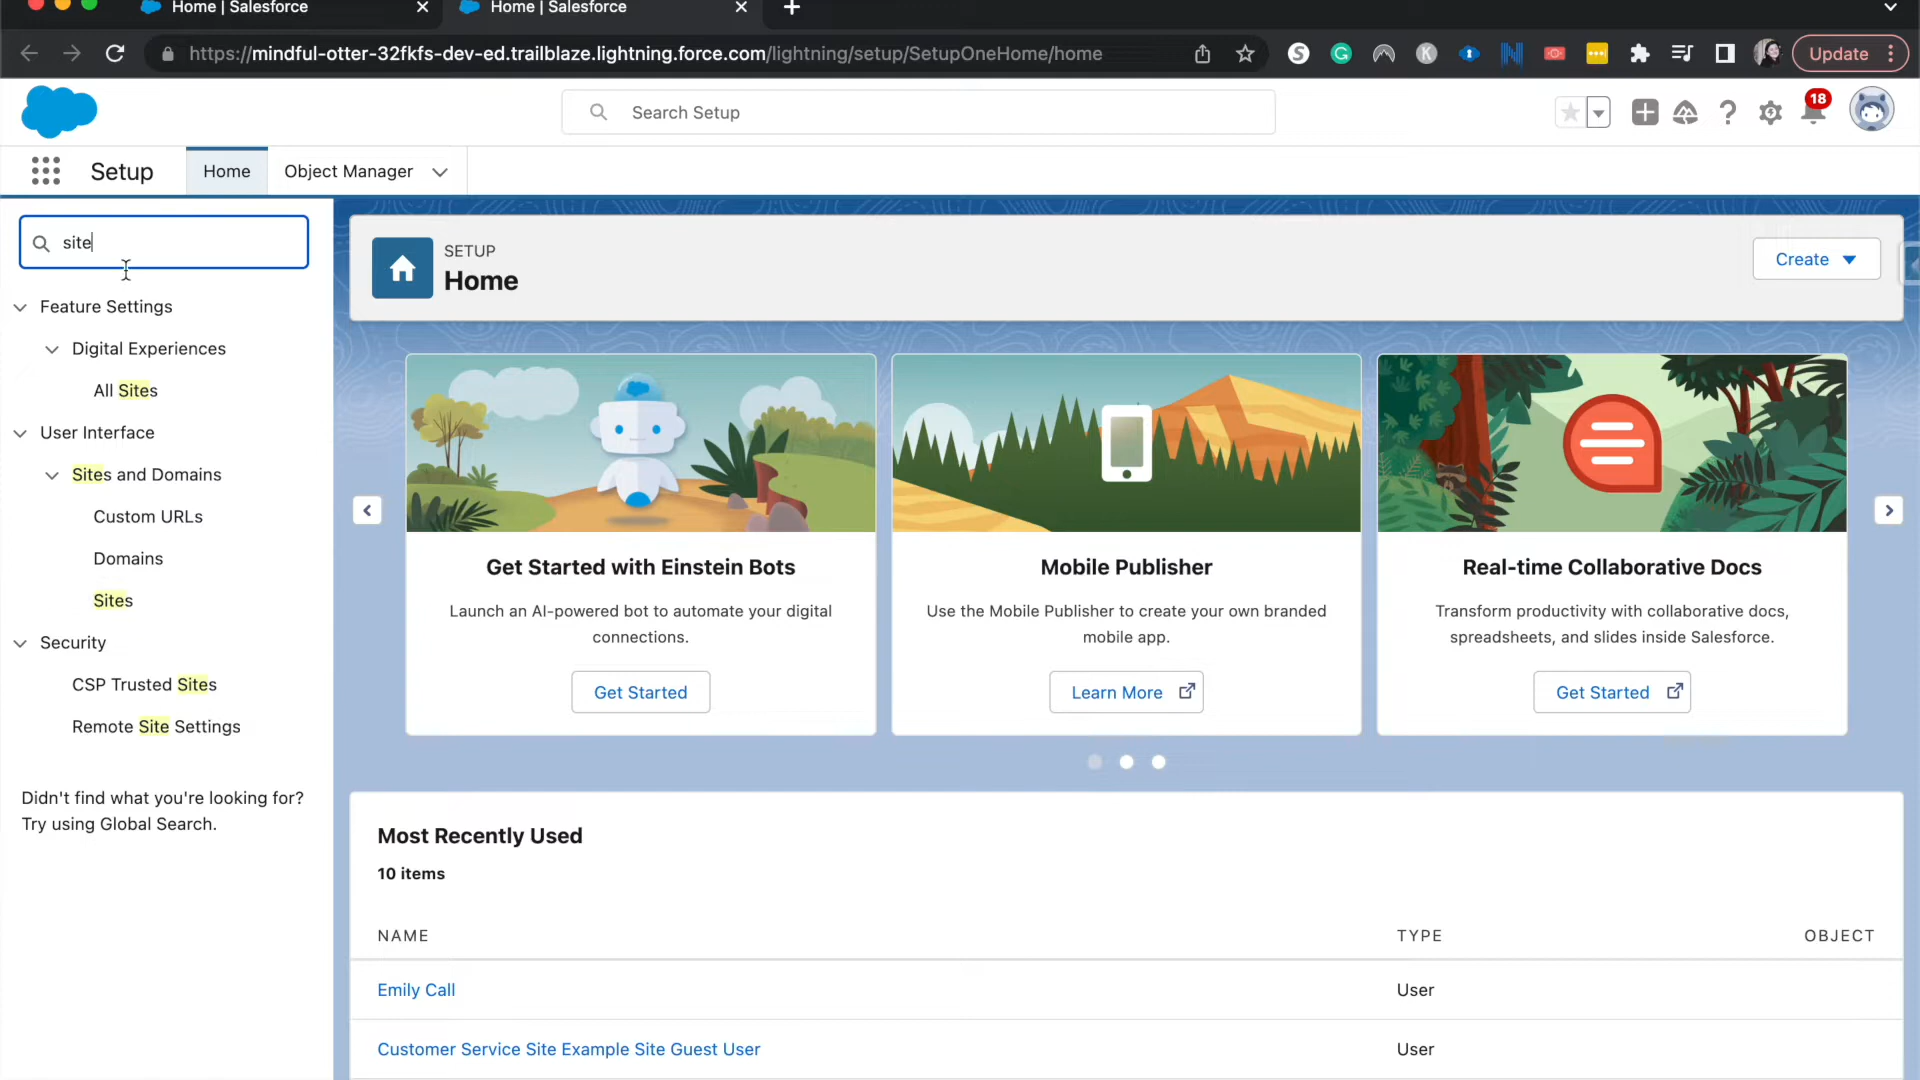 Home | Salesforce
Home | Salesforce
https://mindful-otter-32fkfs-dev-ed.trailblaze.lightning.force.com/lightning/setup/SetupOneHome/home
Update
Search Setup
18
Setup
Home
Object Manager
site
SETUP
Home
Create
Feature Settings
Digital Experiences
All Sites
User Interface
Sites and Domains
Custom URLs
Domains
Sites
Security
CSP Trusted Sites
Remote Site Settings
Didn't find what you're looking for?
Try using Global Search.
Get Started with Einstein Bots
Launch an AI-powered bot to automate your digital
connections.
Get Started
Mobile Publisher
Use the Mobile Publisher to create your own branded
mobile app.
Learn More
Real-time Collaborative Docs
Transform productivity with collaborative docs,
spreadsheets, and slides inside Salesforce.
Get Started
Most Recently Used
10 items
NAME TYPE OBJECT
Emily Call User
Customer Service Site Example Site Guest User User